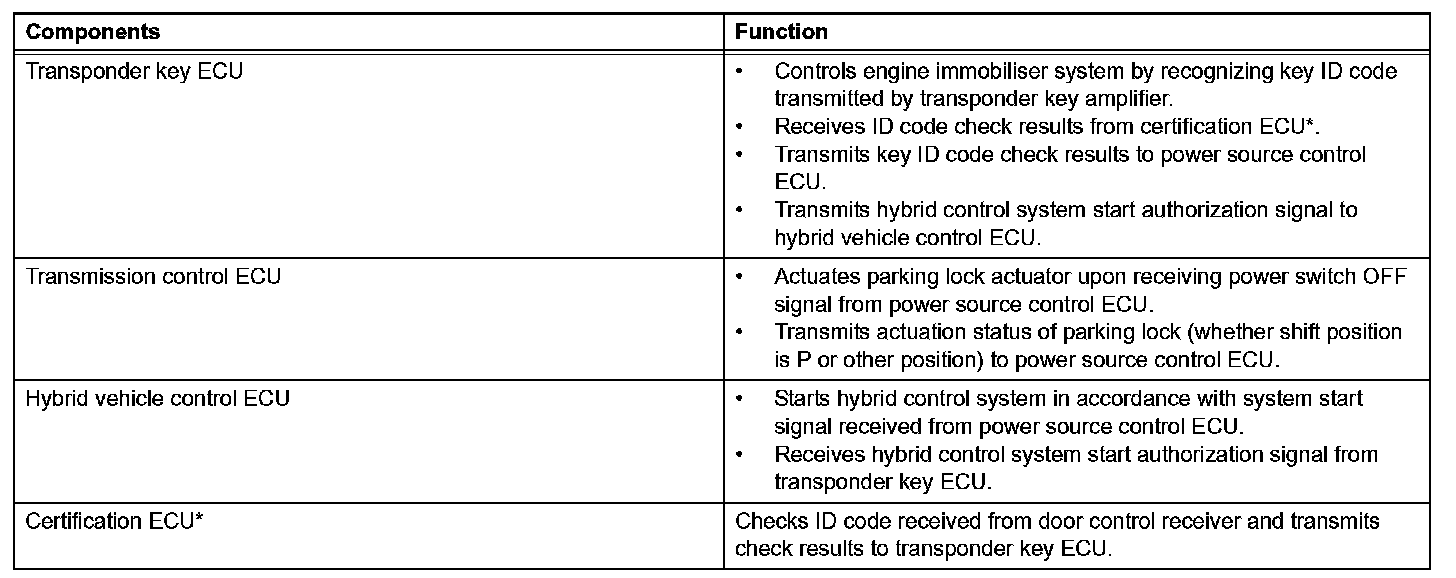 Components
Function
Transponder key ECU
• Controls engine immobiliser system by recognizing key ID code
transmitted by transponder key amplifier.
• Receives ID code check results from certification ECU*.
• Transmits key ID code check results to power source control
ECU.
• Transmits hybrid control system start authorization signal to
hybrid vehicle control ECU.
Transmission control ECU
• Actuates parking lock actuator upon receiving power switch OFF
signal from power source control ECU.
• Transmits actuation status of parking lock (whether shift position
is P or other position) to power source control ECU.
Hybrid vehicle control ECU
• Starts hybrid control system in accordance with system start
signal received from power source control ECU.
• Receives hybrid control system start authorization signal from
transponder key ECU.
Certification ECU*
Checks ID code received from door control receiver and transmits
check results to transponder key ECU.